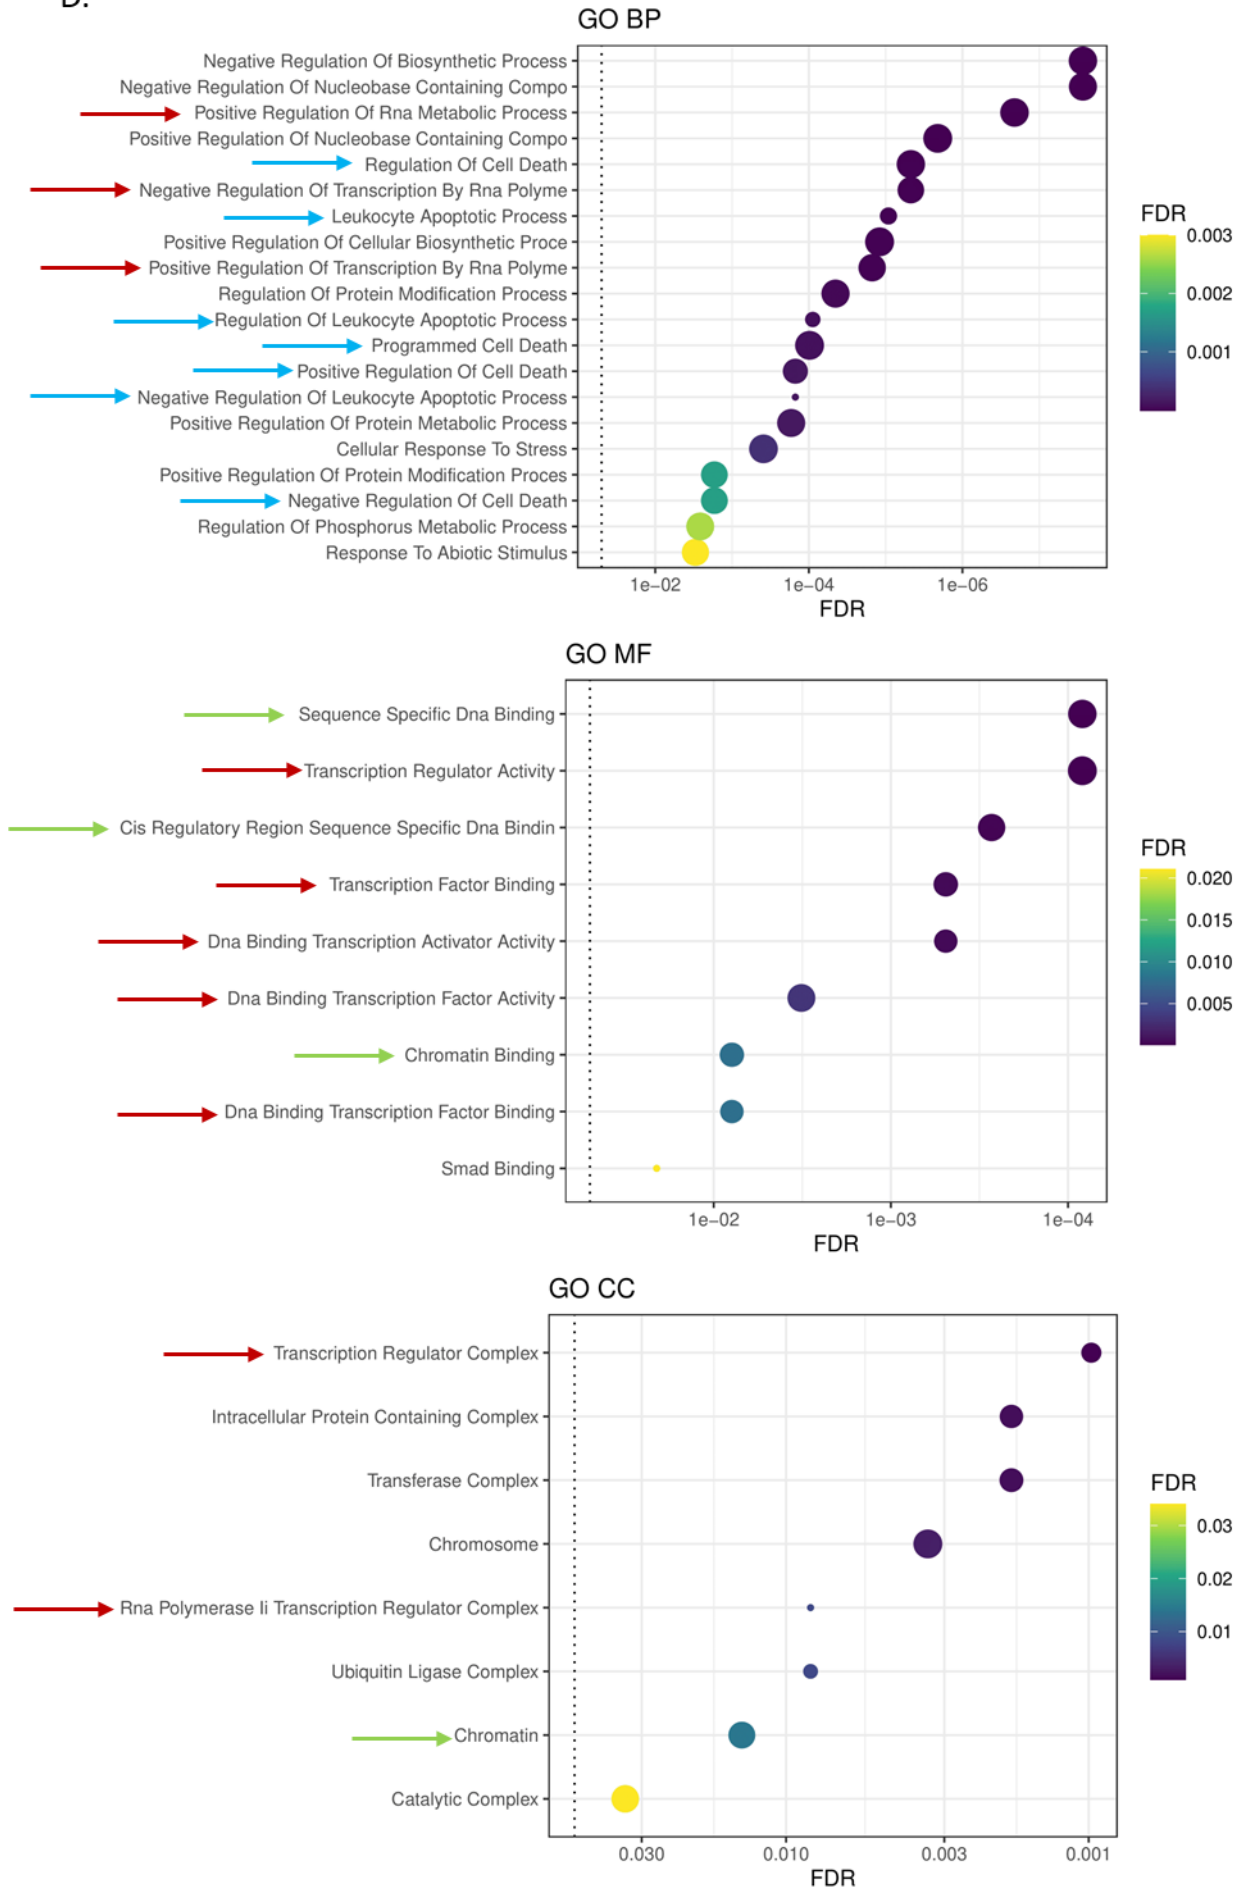 D.
GO BP
Negative Regulation Of Biosynthetic Process
Negative Regulation Of Nucleobase Containing Compo
Positive Regulation Of Rna Metabolic Process
Positive Regulation Of Nucleobase Containing Compo
Regulation Of Cell Death
Negative Regulation Of Transcription By Rna Polyme
Leukocyte Apoptotic Process
Positive Regulation Of Cellular Biosynthetic Proce
Positive Regulation Of Transcription By Rna Polyme
Regulation Of Protein Modification Process
Regulation Of Leukocyte Apoptotic Process
Programmed Cell Death
Positive Regulation Of Cell Death
Negative Regulation Of Leukocyte Apoptotic Process
Positive Regulation Of Protein Metabolic Process
Cellular Response To Stress
Positive Regulation Of Protein Modification Proces
Negative Regulation Of Cell Death
Regulation Of Phosphorus Metabolic Process
Response To Abiotic Stimulus
1e−02 1e−04 1e−06
FDR
FDR
0.003
0.002
0.001
GO MF
Sequence Specific Dna Binding
Transcription Regulator Activity
Cis Regulatory Region Sequence Specific Dna Bindin
Transcription Factor Binding
Dna Binding Transcription Activator Activity
Dna Binding Transcription Factor Activity
Chromatin Binding
Dna Binding Transcription Factor Binding
Smad Binding
1e−02 1e−03 1e−04
FDR
FDR
0.020
0.015
0.010
0.005
GO CC
Transcription Regulator Complex
Intracellular Protein Containing Complex
Transferase Complex
Chromosome
Rna Polymerase Ii Transcription Regulator Complex
Ubiquitin Ligase Complex
Chromatin
Catalytic Complex
0.030 0.010 0.003 0.001
FDR
FDR
0.03
0.02
0.01